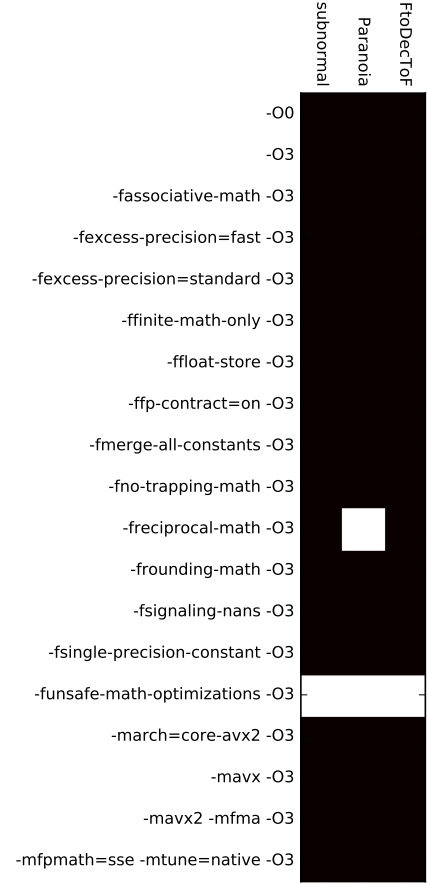 subnormal
Paranoia
FtoDecToF
-O0
-O3
-fassociative-math -O3
-fexcess-precision=fast -O3
-fexcess-precision=standard -O3
-ffinite-math-only -O3
-ffloat-store -O3
-ffp-contract=on -O3
-fmerge-all-constants -O3
-fno-trapping-math -O3
-freciprocal-math -O3
-frounding-math -O3
-fsignaling-nans -O3
-fsingle-precision-constant -O3
-funsafe-math-optimizations -O3
-march=core-avx2 -O3
-mavx -O3
-mavx2 -mfma -O3
-mfpmath=sse -mtune=native -O3